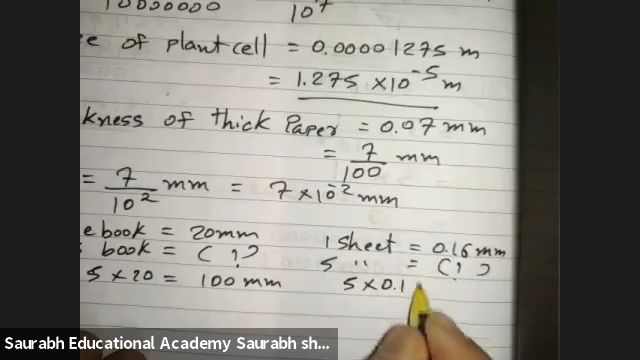 10000000 10⁷
e of plant cell = 0.00001275 m
= 1.275 × 10⁻⁵ m
kness of thick Paper = 0.07 mm
= 7/100 mm
= 7/10² mm = 7 × 10⁻² mm
e book = 20mm 1 sheet = 0.16 mm
book = ( ? ) 5 '' = ( ? )
5 × 20 = 100 mm 5 × 0.1
Saurabh Educational Academy Saurabh sh...